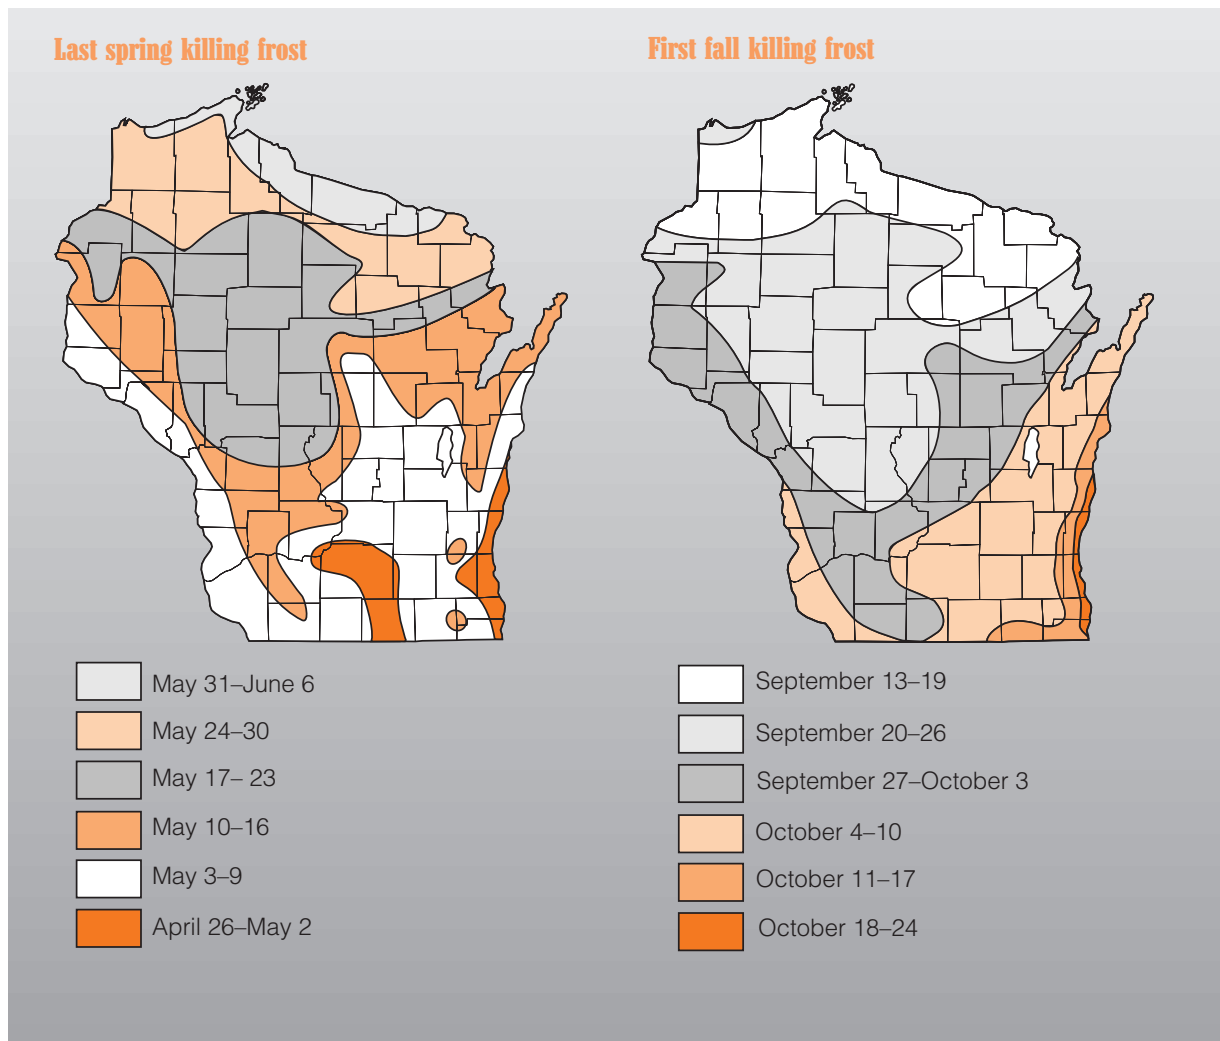 Last spring killing frost
First fall killing frost
May 31–June 6
May 24–30
May 17– 23
May 10–16
May 3–9
April 26–May 2
September 13–19
September 20–26
September 27–October 3
October 4–10
October 11–17
October 18–24